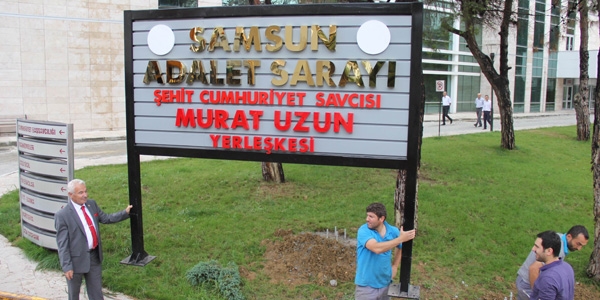 SAMSUN
ADALET SARAYI
ŞEHİT CUMHURİYET SAVCISI
MURAT UZUN
YERLEŞKESİ